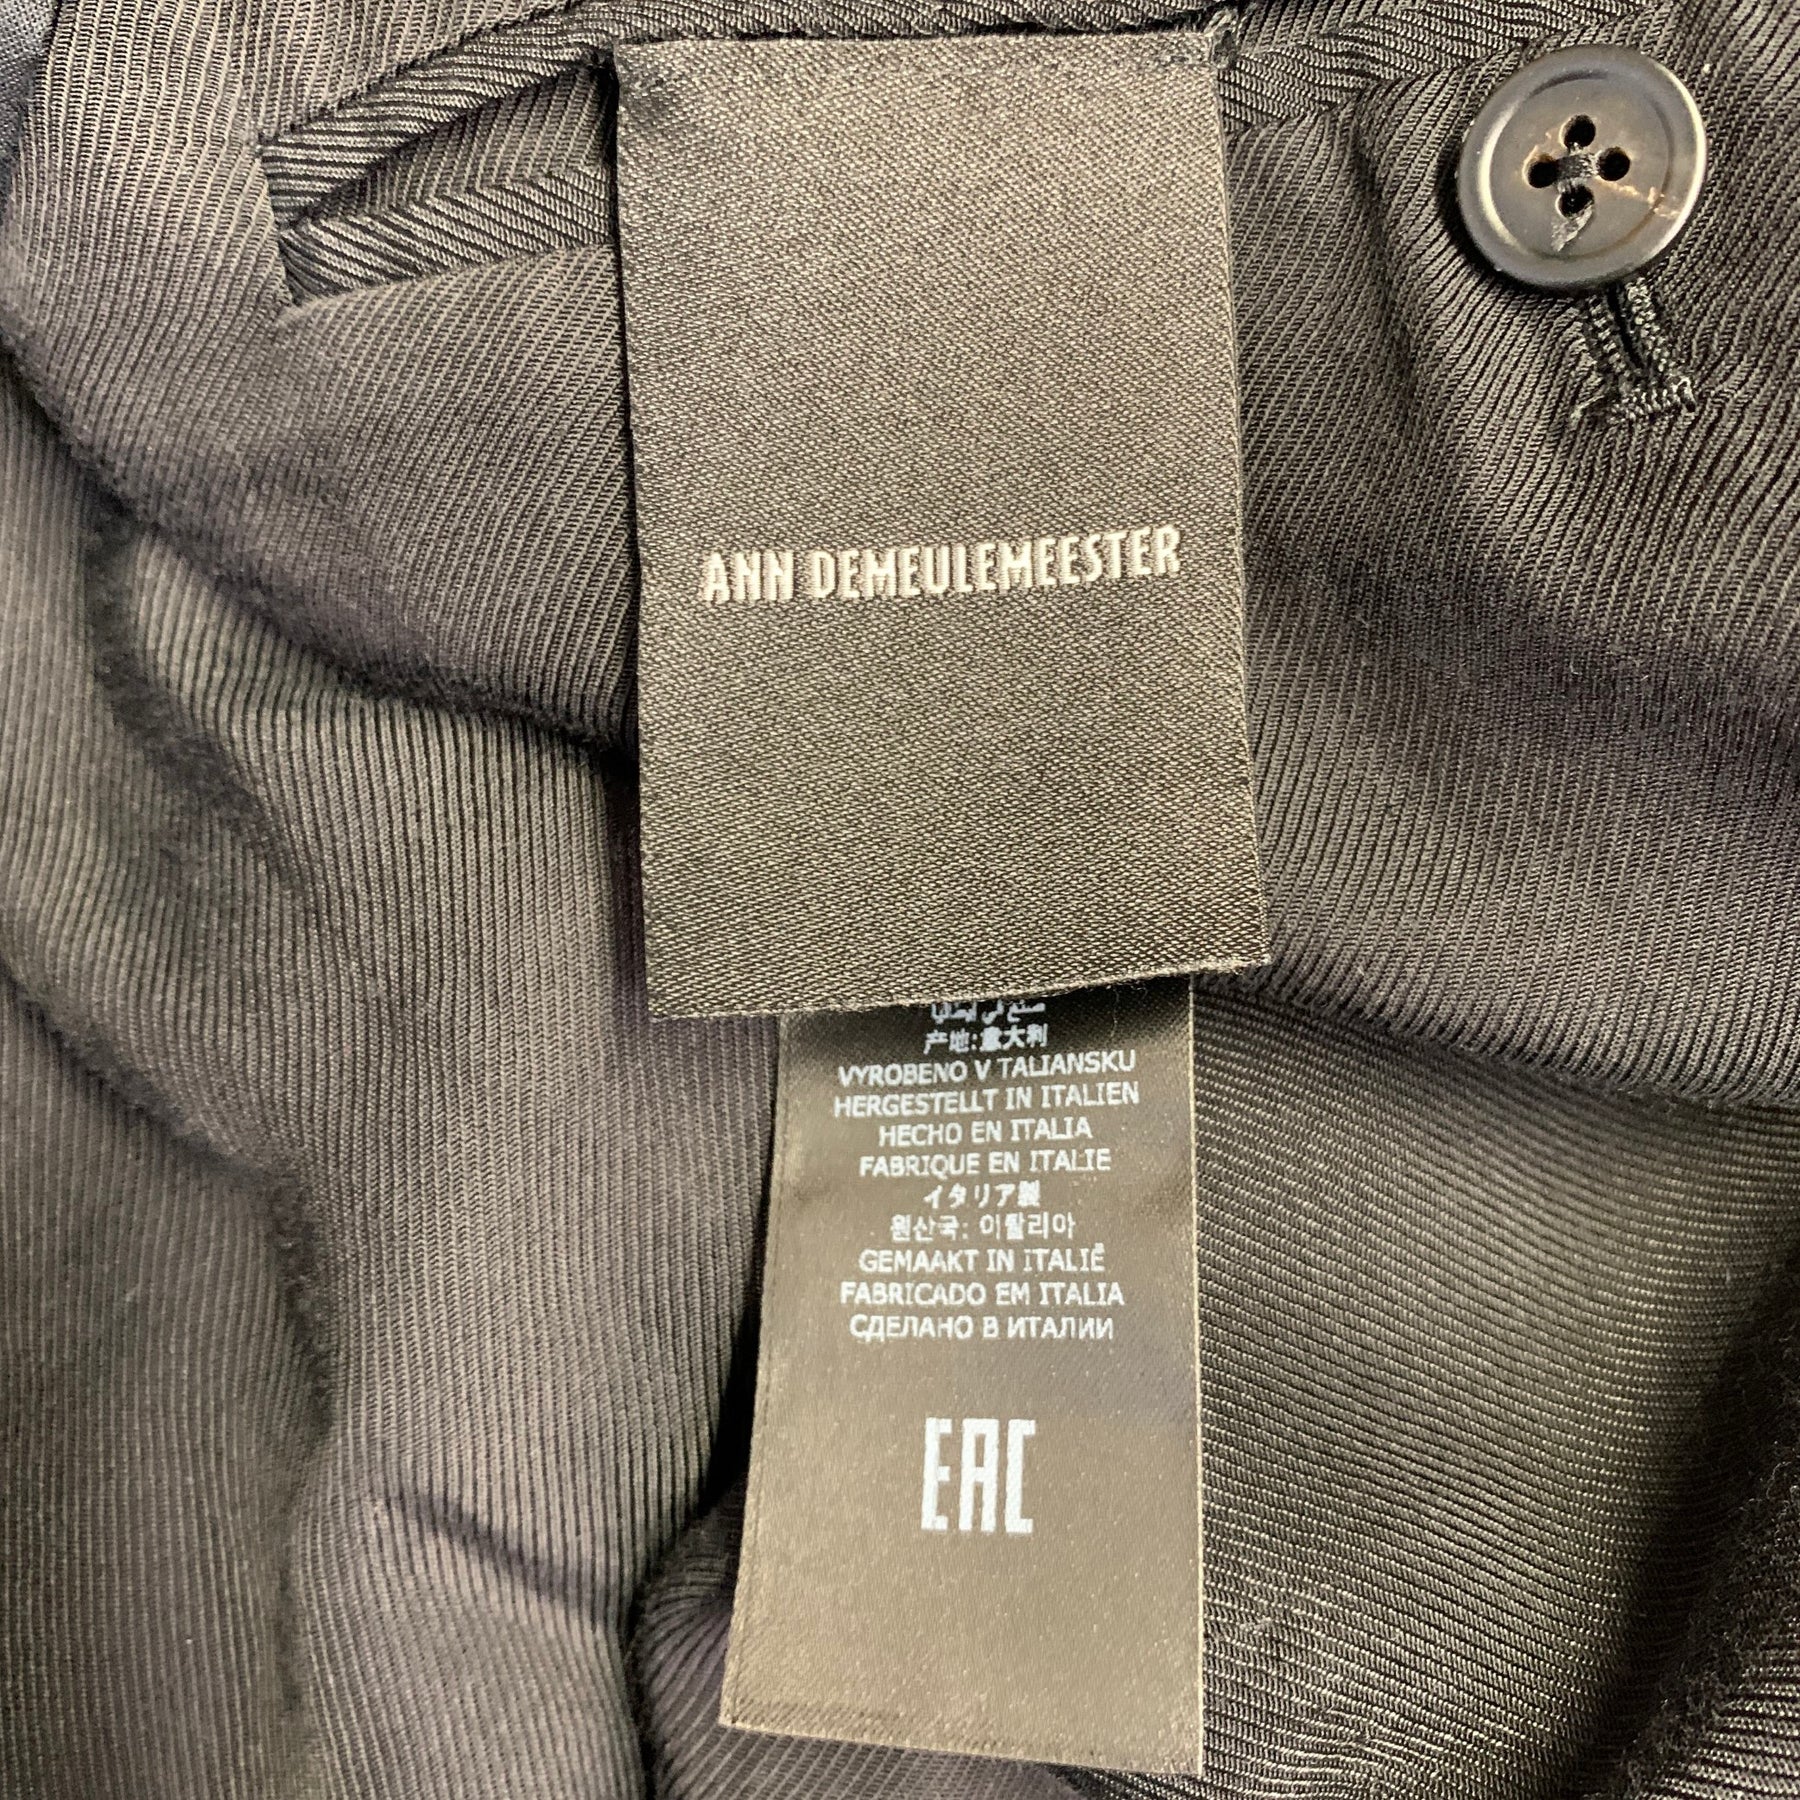 ANN DEMEULEMEESTER
صنع في إيطاليا
产地:意大利
VYROBENO V TALIANSKU
HERGESTELLT IN ITALIEN
HECHO EN ITALIA
FABRIQUE EN ITALIE
イタリア製
원산국: 이탈리아
GEMAAKT IN ITALIË
FABRICADO EM ITALIA
СДЕЛАНО В ИТАЛИИ
EAC